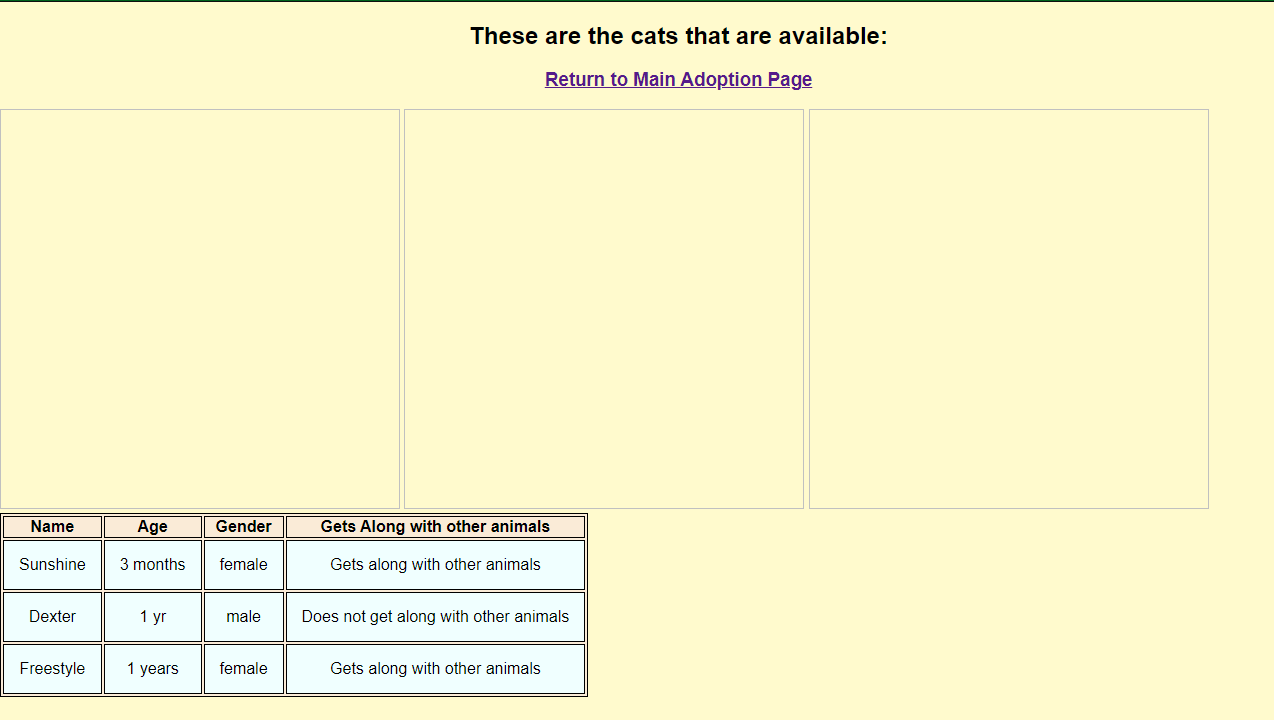 These are the cats that are available:
Return to Main Adoption Page
Name Age Gender Gets Along with other animals
Sunshine 3 months female Gets along with other animals
Dexter 1 yr male Does not get along with other animals
Freestyle 1 years female Gets along with other animals